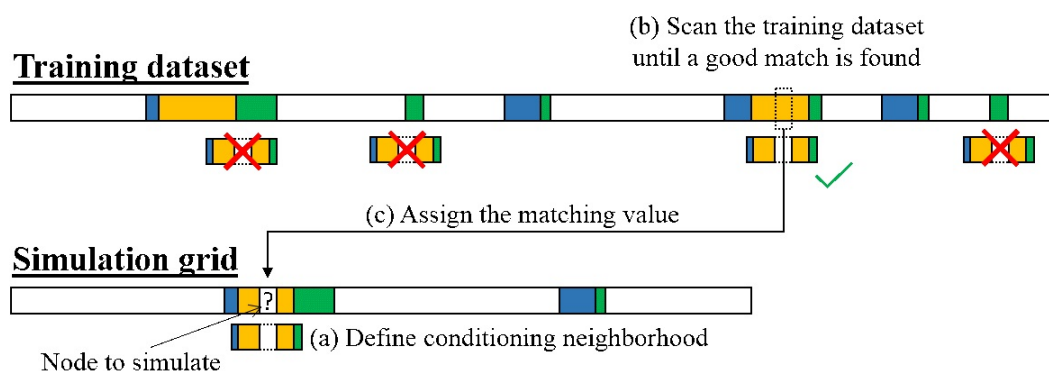 (b) Scan the training dataset
until a good match is found
Training dataset
(c) Assign the matching value
Simulation grid
?
(a) Define conditioning neighborhood
Node to simulate